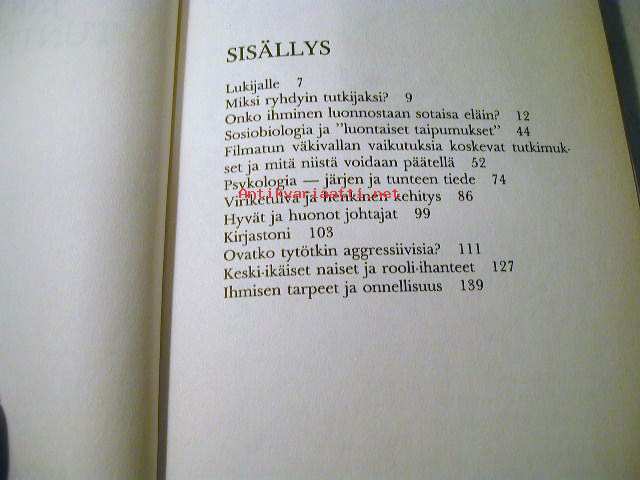 SISÄLLYS
Lukijalle 7
Miksi ryhdyin tutkijaksi? 9
Onko ihminen luonnostaan sotaisa eläin? 12
Sosiobiologia ja "luontaiset taipumukset" 44
Filmatun väkivallan vaikutuksia koskevat tutkimuk-
set ja mitä niistä voidaan päätellä 52
Psykologia — järjen ja tunteen tiede 74
Antikvariaatti.net
ja henkinen kehitys 86
Hyvät ja huonot johtajat 99
Kirjastoni 103
Ovatko tytötkin aggressiivisia? 111
Keski-ikäiset naiset ja rooli-ihanteet 127
Ihmisen tarpeet ja onnellisuus 139